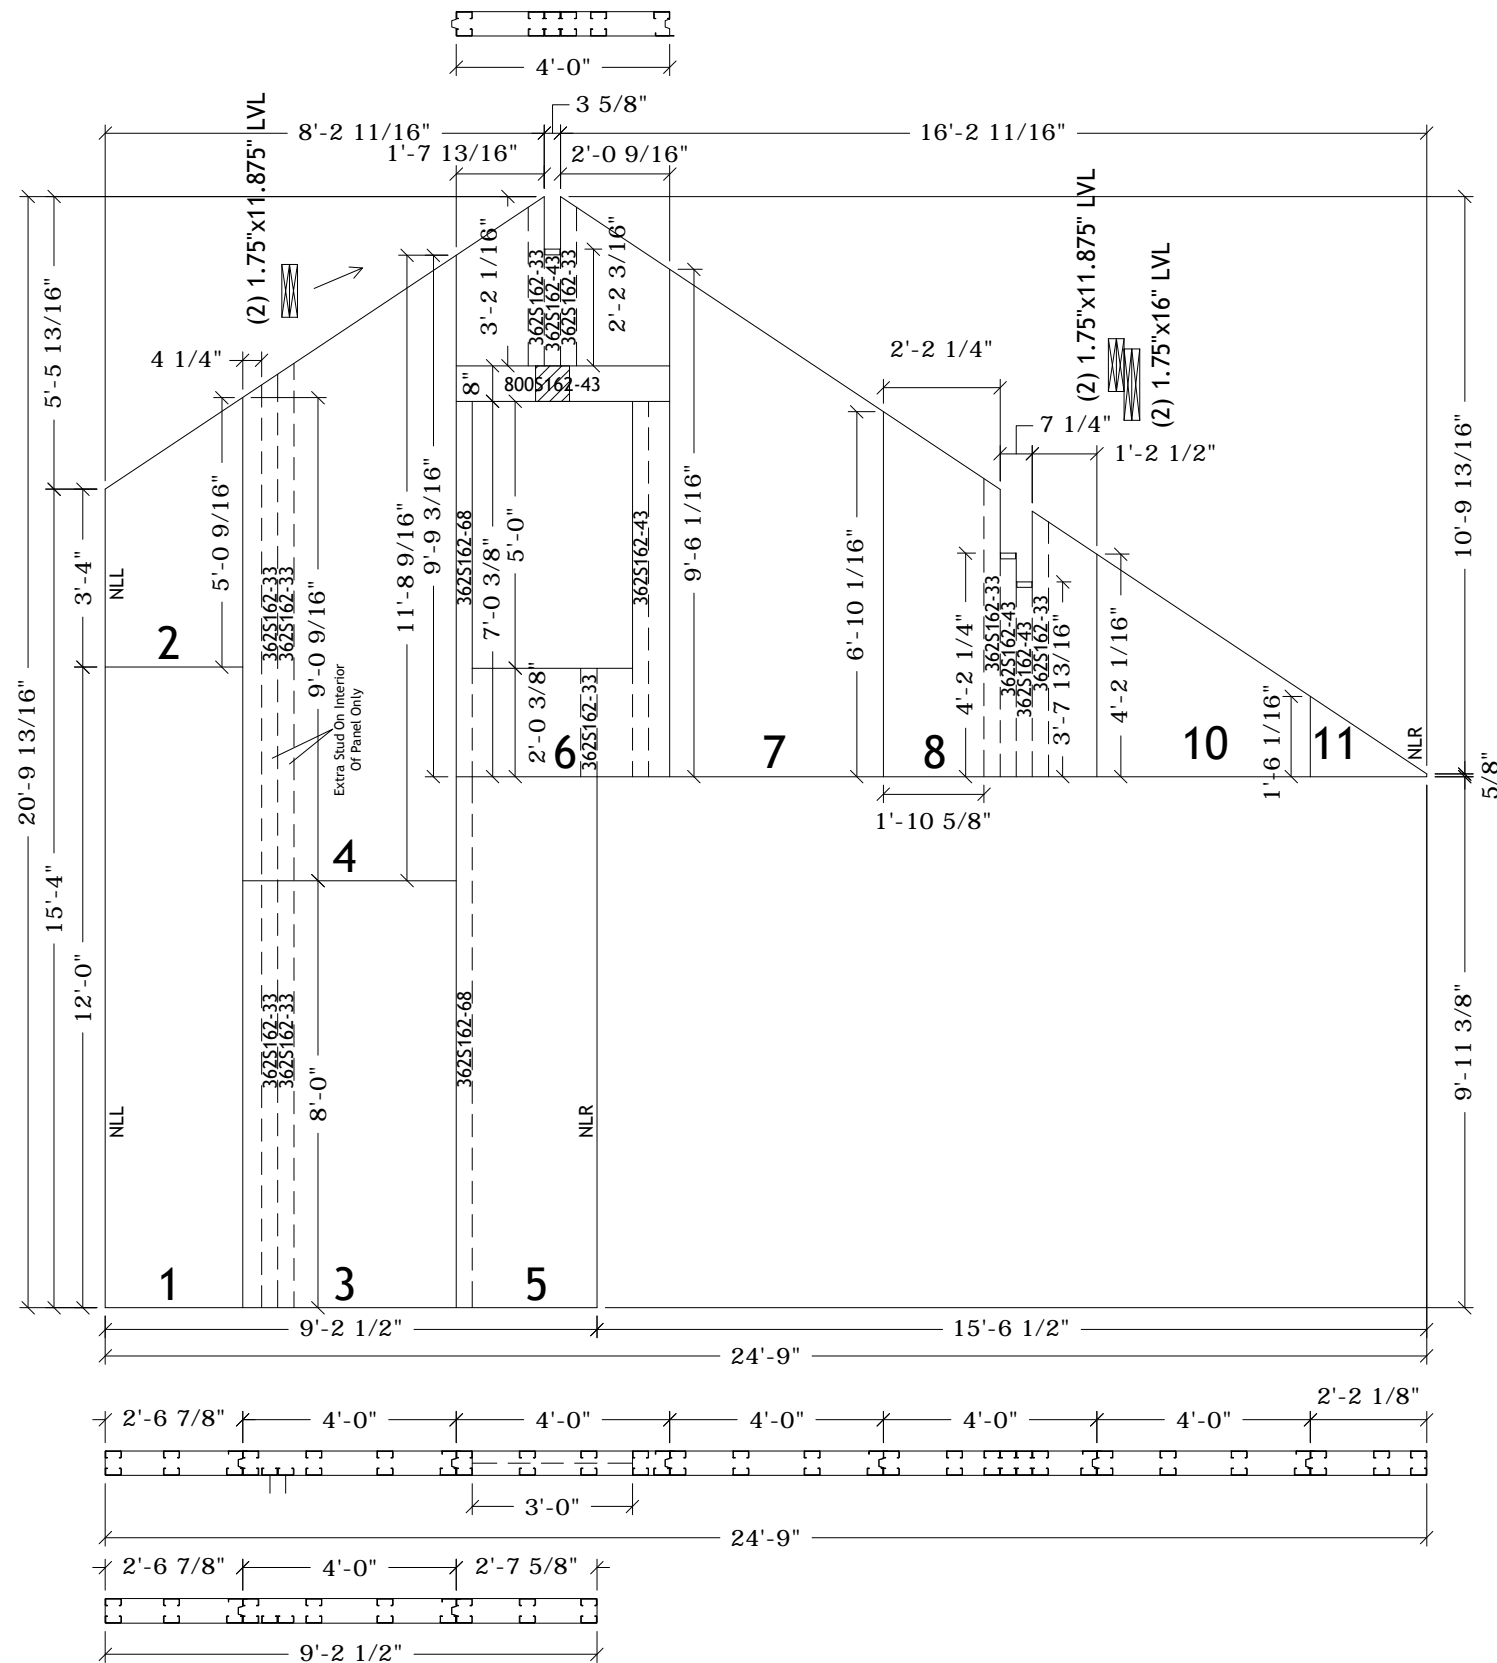 4'-0"
3 5/8"
8'-2 11/16"
16'-2 11/16"
1'-7 13/16"
2'-0 9/16"
(2) 1.75"x11.875" LVL
(2) 1.75"x11.875" LVL
(2) 1.75"x16" LVL
3'-2 1/16"
2'-2 3/16"
362S162-33
362S162-43
362S162-33
5'-5 13/16"
10'-9 13/16"
4 1/4"
2'-2 1/4"
8"
800S162-43
7 1/4"
1'-2 1/2"
5'-0 9/16"
11'-8 9/16"
9'-9 3/16"
9'-6 1/16"
362S162-68
7'-0 3/8"
5'-0"
362S162-43
3'-4"
NLL
362S162-33
362S162-33
9'-0 9/16"
6'-10 1/16"
4'-2 1/4"
362S162-33
362S162-43
362S162-43
362S162-33
3'-7 13/16"
4'-2 1/16"
2
Extra Stud On Interior
Of Panel Only
2'-0 3/8"
6
362S162-33
7
8
10
1'-6 1/16"
11
NLR
5/8"
20'-9 13/16"
15'-4"
12'-0"
1'-10 5/8"
4
362S162-33
362S162-33
8'-0"
362S162-68
NLL
NLR
9'-11 3/8"
1
3
5
9'-2 1/2"
15'-6 1/2"
24'-9"
2'-6 7/8"
4'-0"
4'-0"
4'-0"
4'-0"
4'-0"
2'-2 1/8"
3'-0"
24'-9"
2'-6 7/8"
4'-0"
2'-7 5/8"
9'-2 1/2"